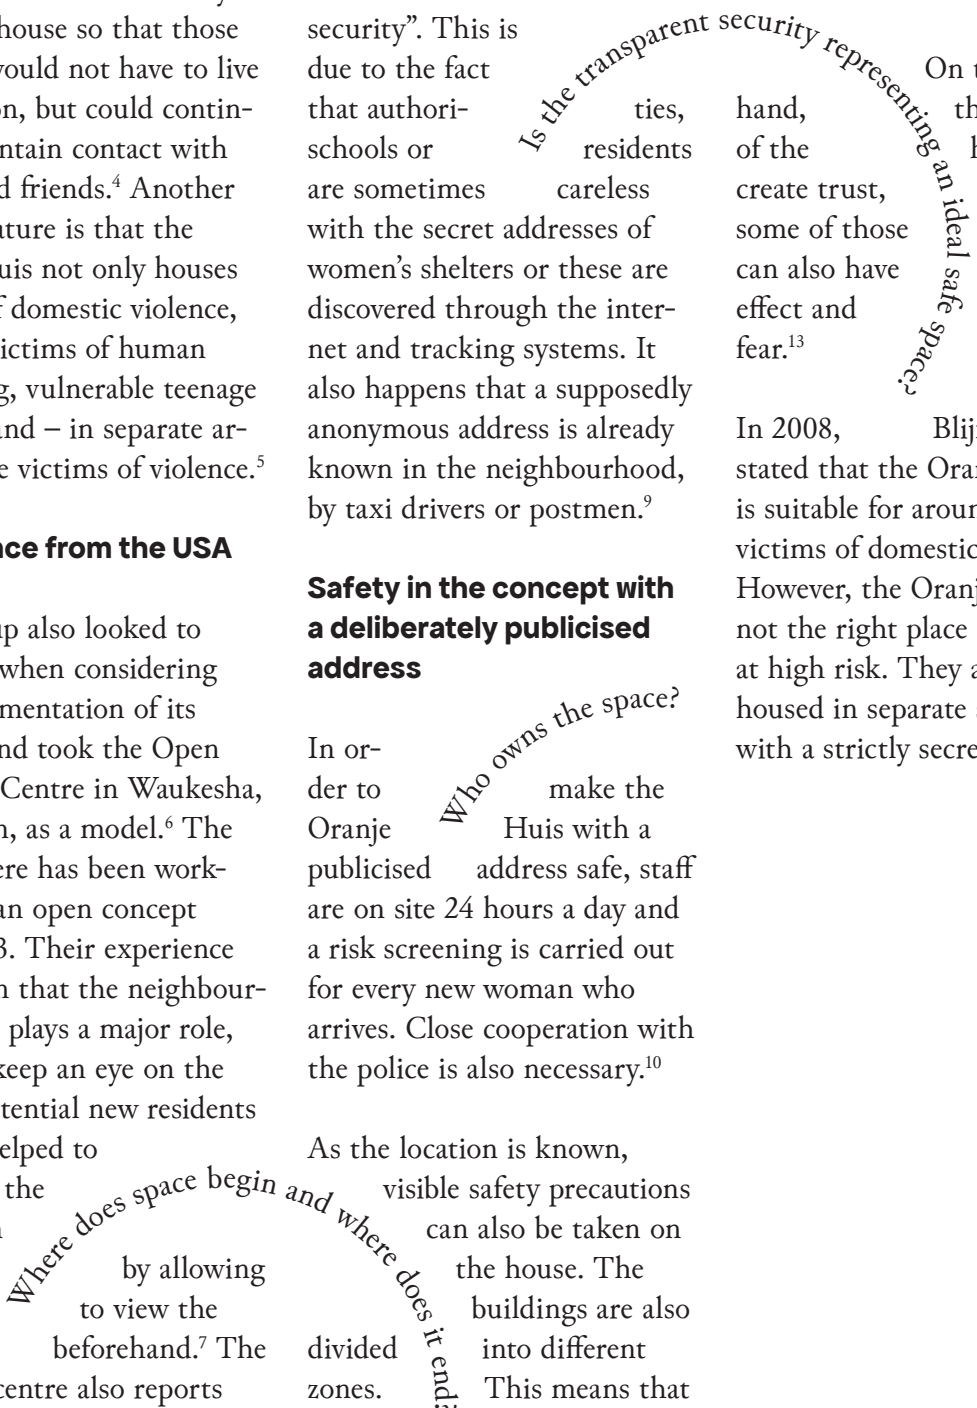 house so that those
would not have to live
on, but could contin-
ntain contact with
d friends.⁴ Another
ature is that the
uis not only houses
f domestic violence,
victims of human
g, vulnerable teenage
and – in separate ar-
e victims of violence.⁵
nce from the USA
up also looked to
when considering
mentation of its
nd took the Open
Centre in Waukesha,
n, as a model.⁶ The
ere has been work-
an open concept
3. Their experience
n that the neighbour-
plays a major role,
keep an eye on the
tential new residents
elped to
the
by allowing
to view the
beforehand.⁷ The
centre also reports
Where does space begin and where does it end?
security”. This is
due to the fact
that authori- ties,
schools or residents
are sometimes careless
with the secret addresses of
women’s shelters or these are
discovered through the inter-
net and tracking systems. It
also happens that a supposedly
anonymous address is already
known in the neighbourhood,
by taxi drivers or postmen.⁹
Safety in the concept with
a deliberately publicised
address
Who owns the space?
In or-
der to make the
Oranje Huis with a
publicised address safe, staff
are on site 24 hours a day and
a risk screening is carried out
for every new woman who
arrives. Close cooperation with
the police is also necessary.¹⁰
As the location is known,
visible safety precautions
can also be taken on
the house. The
buildings are also
divided into different
zones. This means that
Is the transparent security representing an ideal safe space?
On t
hand, th
of the h
create trust,
some of those
can also have
effect and
fear.¹³
In 2008, Blij
stated that the Oran
is suitable for aroun
victims of domestic
However, the Oranj
not the right place
at high risk. They a
housed in separate s
with a strictly secre